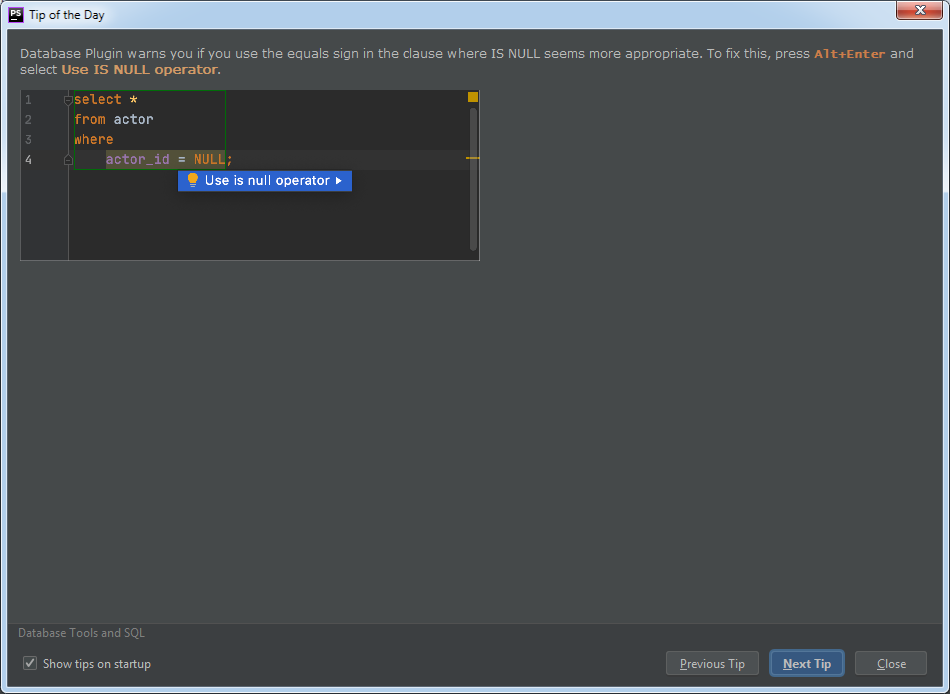 PS Tip of the Day
Database Plugin warns you if you use the equals sign in the clause where IS NULL seems more appropriate. To fix this, press Alt+Enter and
select Use IS NULL operator.
1 select *
2 from actor
3 where
4 actor_id = NULL;
Use is null operator
Database Tools and SQL
Show tips on startup
Previous Tip
Next Tip
Close